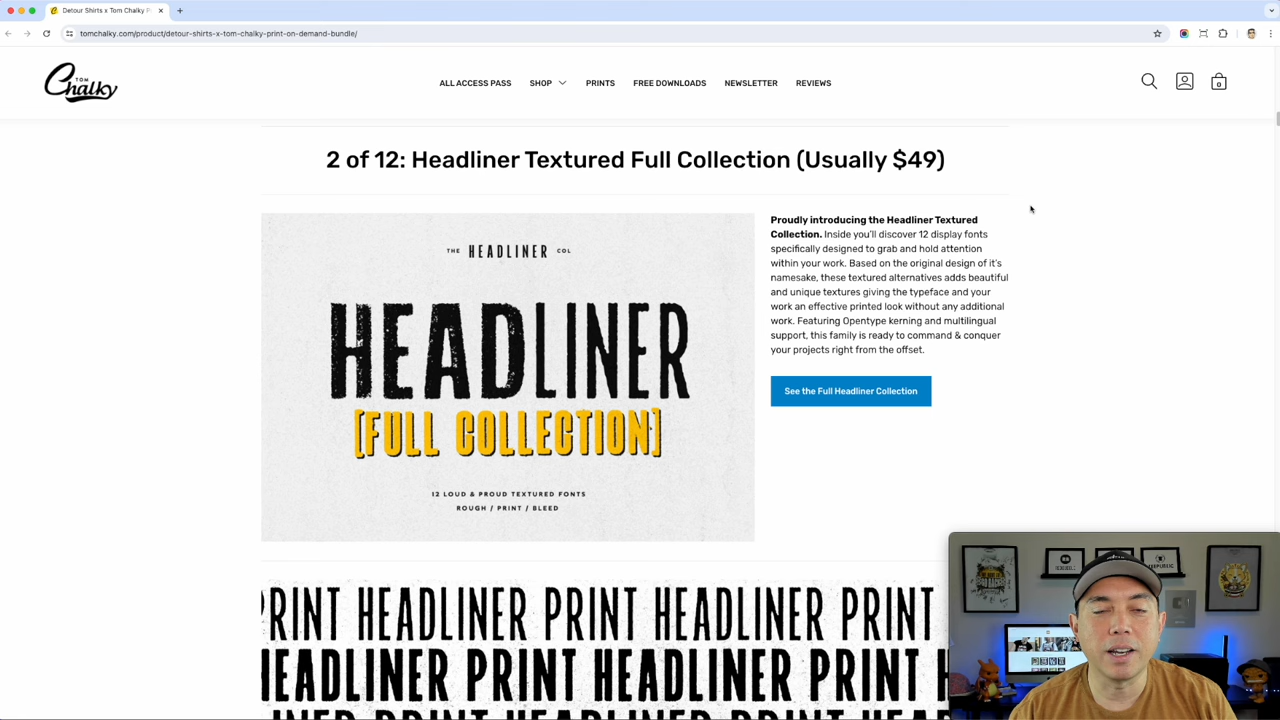 Detour Shirts x Tom Chalky P
tomchalky.com/product/detour-shirts-x-tom-chalky-print-on-demand-bundle/
TOM
Chalky
ALL ACCESS PASS
SHOP
PRINTS
FREE DOWNLOADS
NEWSLETTER
REVIEWS
0
2 of 12: Headliner Textured Full Collection (Usually $49)
THE HEADLINER COL
HEADLINER
[FULL COLLECTION]
12 LOUD & PROUD TEXTURED FONTS
ROUGH / PRINT / BLEED
Proudly introducing the Headliner Textured
Collection. Inside you'll discover 12 display fonts
specifically designed to grab and hold attention
within your work. Based on the original design of it's
namesake, these textured alternatives adds beautiful
and unique textures giving the typeface and your
work an effective printed look without any additional
work. Featuring Opentype kerning and multilingual
support, this family is ready to command & conquer
your projects right from the offset.
See the Full Headliner Collection
PRINT HEADLINER PRINT HEADLINER PRINT
HEADLINER PRINT HEADLINER PRINT H